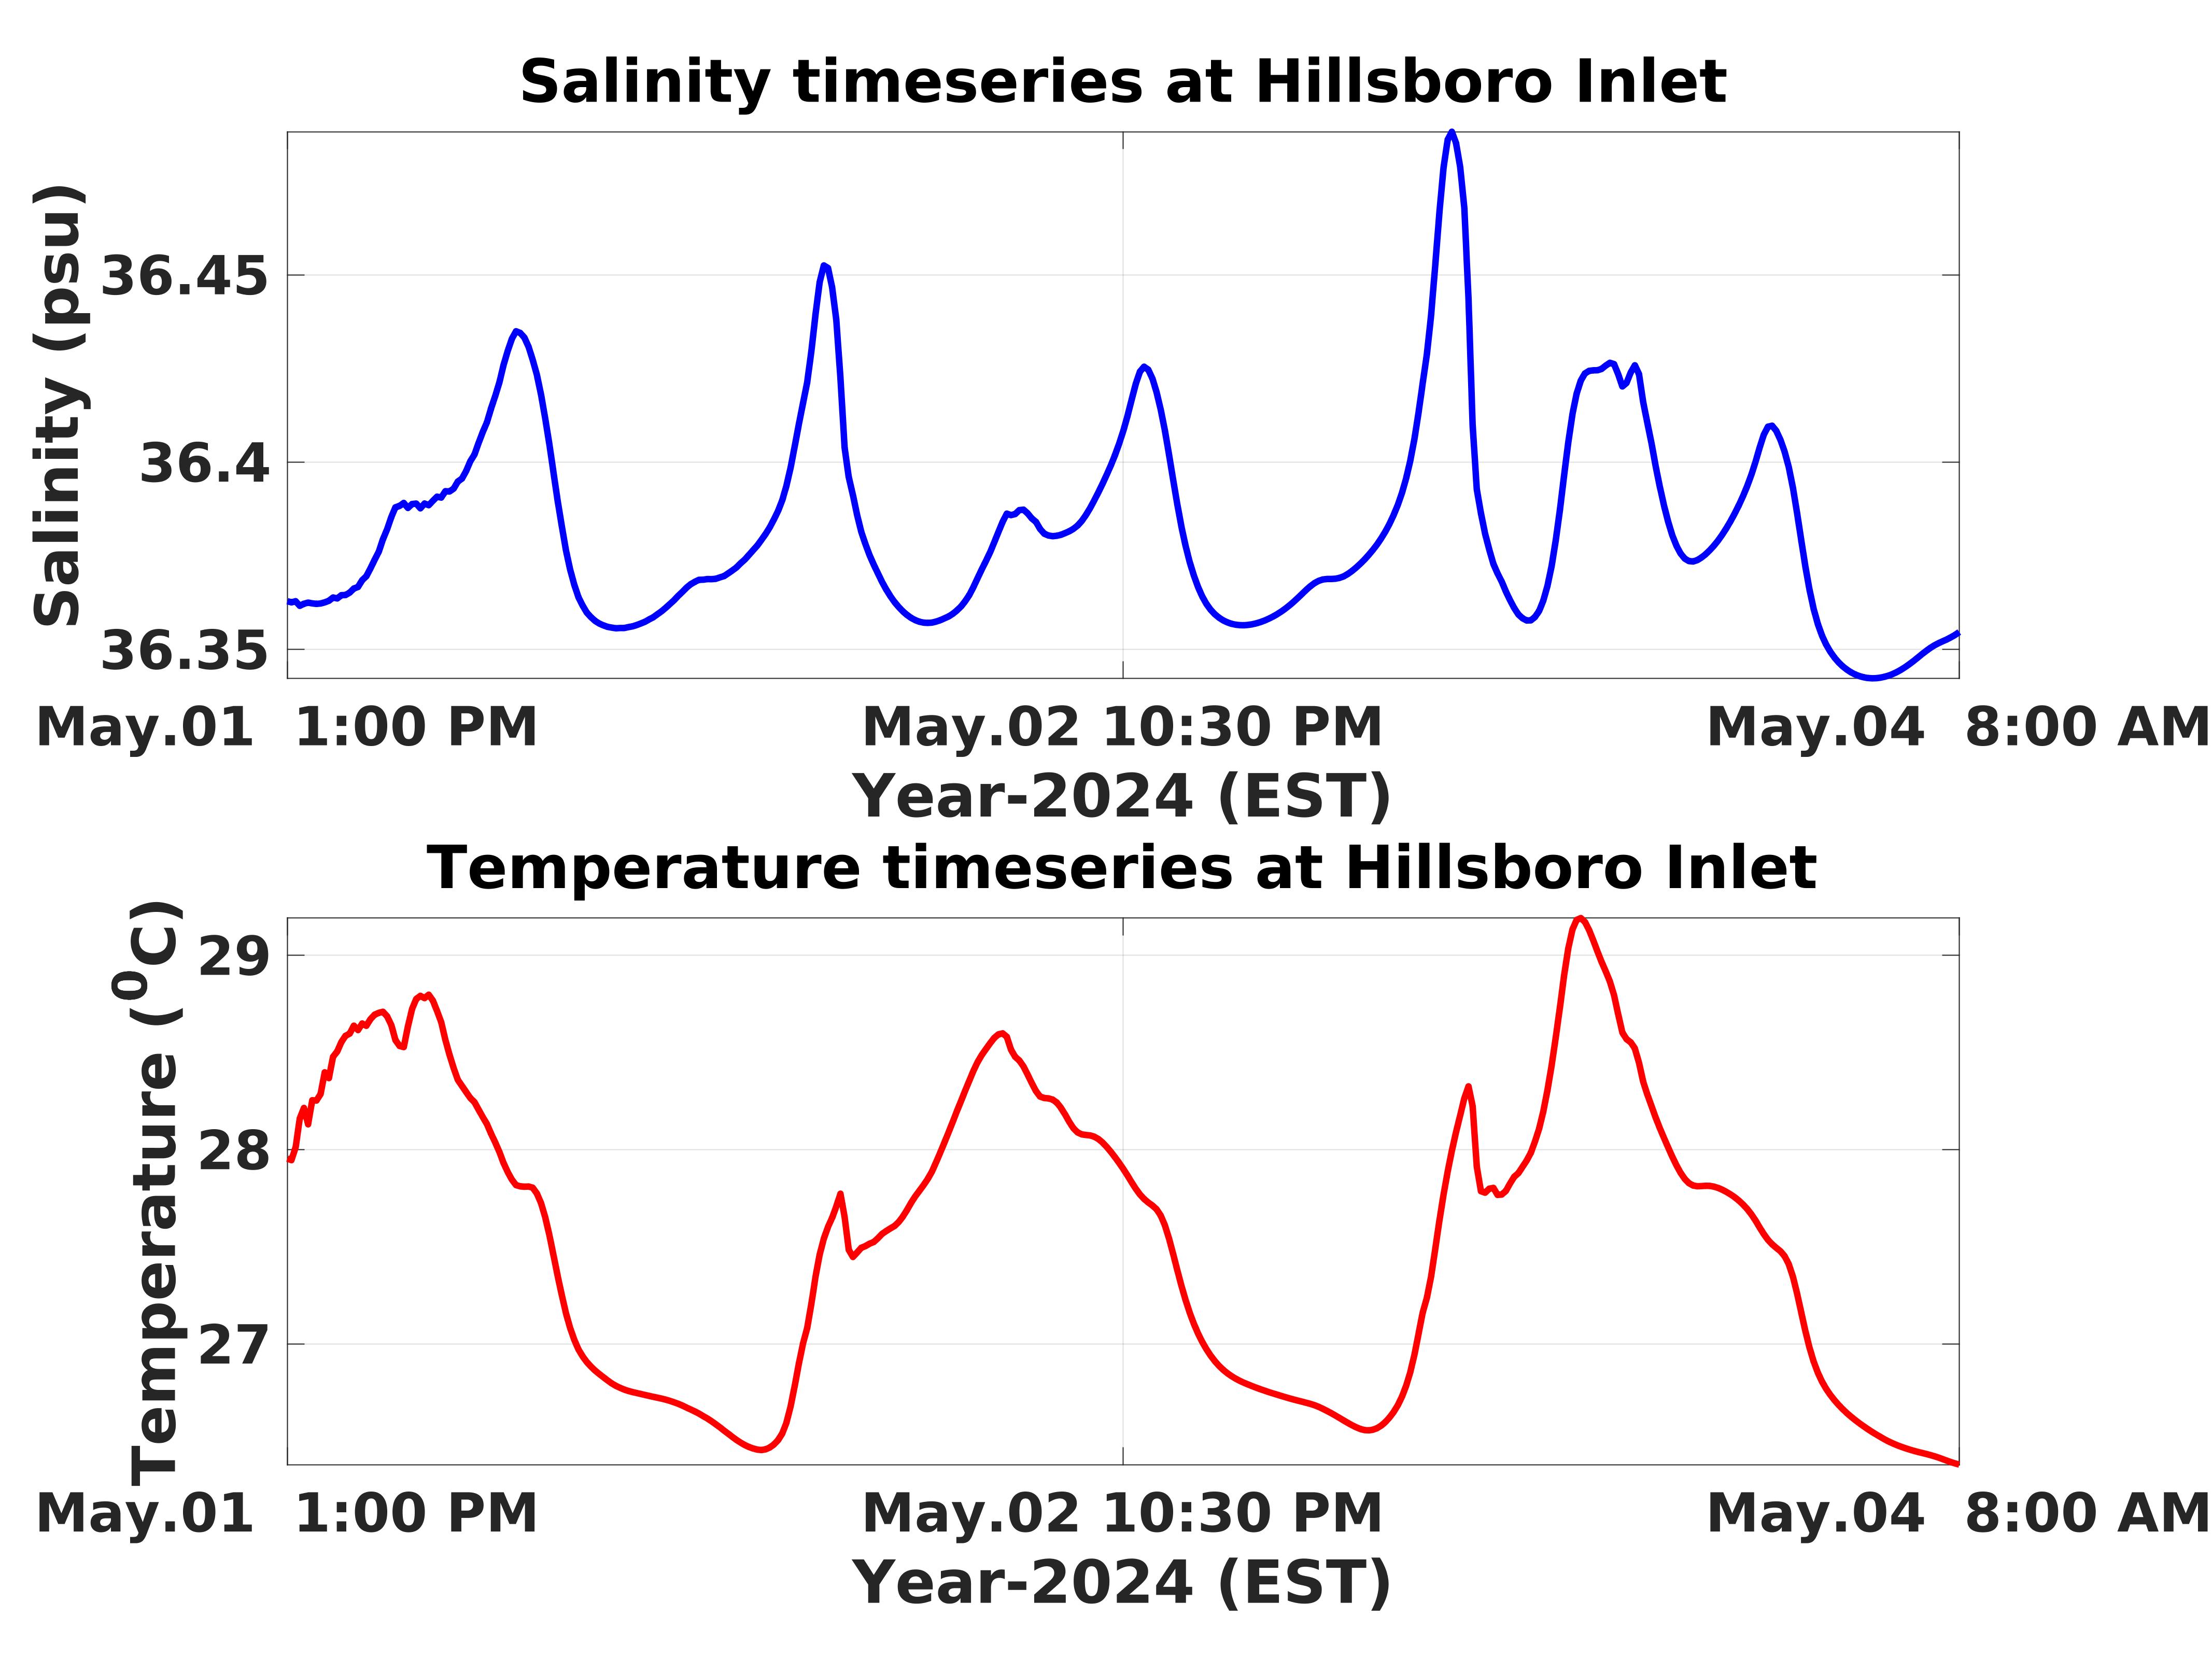 Salinity timeseries at Hillsboro Inlet
Salinity (psu)
36.45
36.4
36.35
May.01 1:00 PM
May.02 10:30 PM
May.04 8:00 AM
Year-2024 (EST)
Temperature timeseries at Hillsboro Inlet
Temperature (⁰C)
29
28
27
May.01 1:00 PM
May.02 10:30 PM
May.04 8:00 AM
Year-2024 (EST)